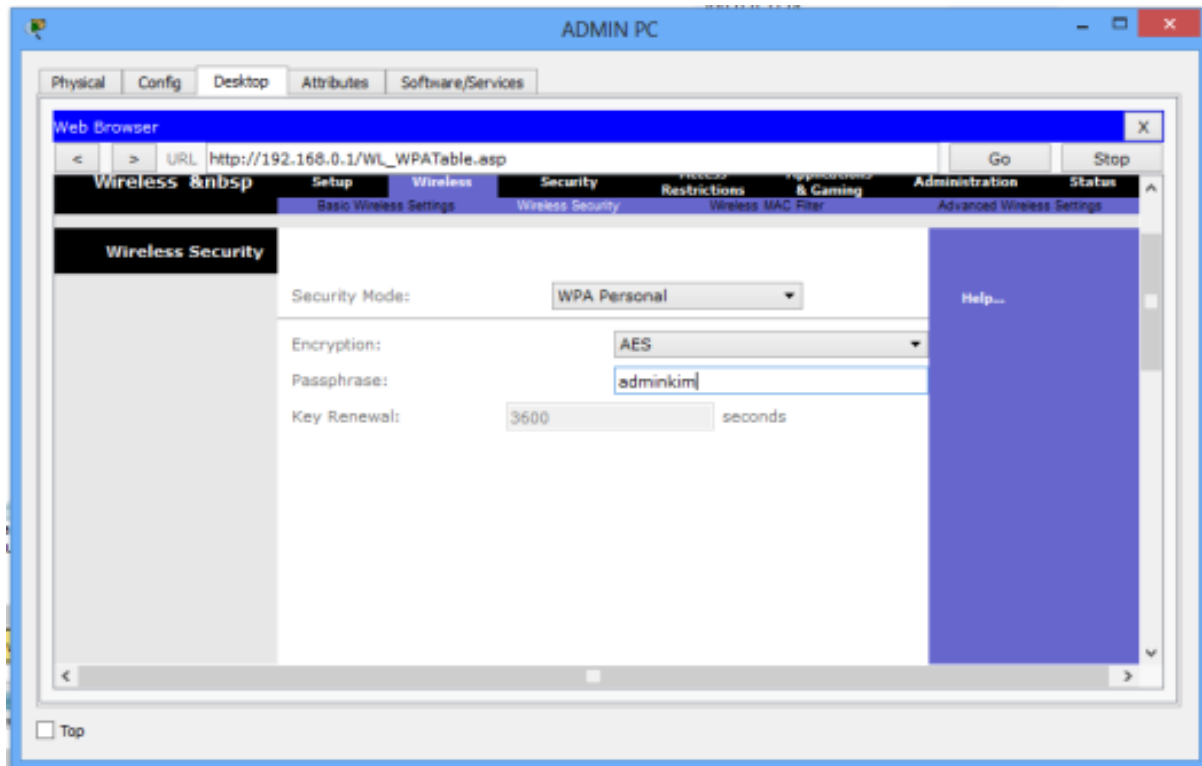 ADMIN PC
Physical Config Desktop Attributes Software/Services
Web Browser X
< > URL http://192.168.0.1/WL_WPATable.asp Go Stop
Wireless &nbsp Setup Wireless Security Access Restrictions Applications & Gaming Administration Status
Basic Wireless Settings Wireless Security Wireless MAC Filter Advanced Wireless Settings
Wireless Security
Security Mode: WPA Personal
Help...
Encryption: AES
Passphrase: adminkim
Key Renewal: 3600 seconds
Top